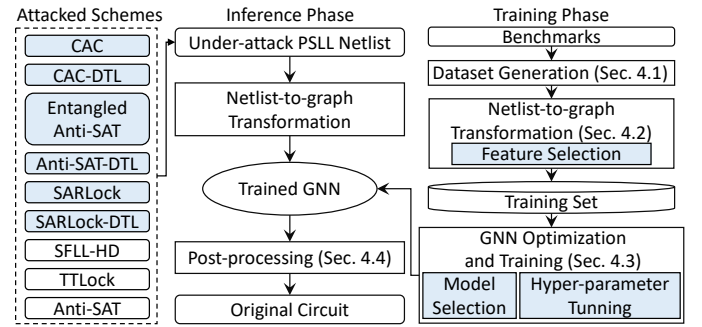 Attacked Schemes
CAC
CAC-DTL
Entangled
Anti-SAT
Anti-SAT-DTL
SARLock
SARLock-DTL
SFLL-HD
TTLock
Anti-SAT
Inference Phase
Under-attack PSLL Netlist
Netlist-to-graph
Transformation
Trained GNN
Post-processing (Sec. 4.4)
Original Circuit
Training Phase
Benchmarks
Dataset Generation (Sec. 4.1)
Netlist-to-graph
Transformation (Sec. 4.2)
Feature Selection
Training Set
GNN Optimization
and Training (Sec. 4.3)
Model
Selection
Hyper-parameter
Tunning